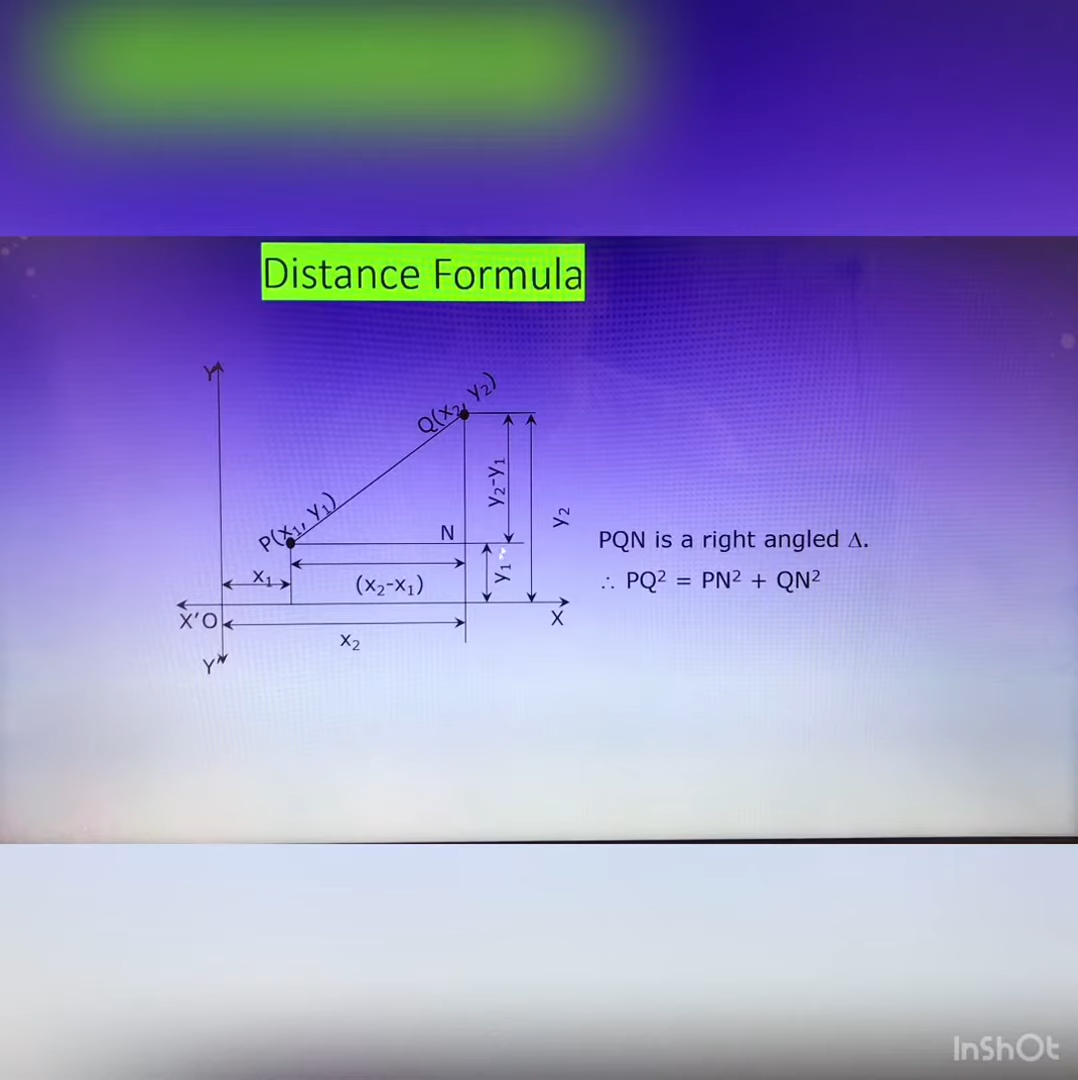 Distance Formula
Y
Q(x₂, y₂)
P(x₁, y₁)
N
y₂-y₁
y₂
y₁
x₁
(x₂-x₁)
X'O
X
x₂
Y'
PQN is a right angled Δ.
∴ PQ² = PN² + QN²
InShOt